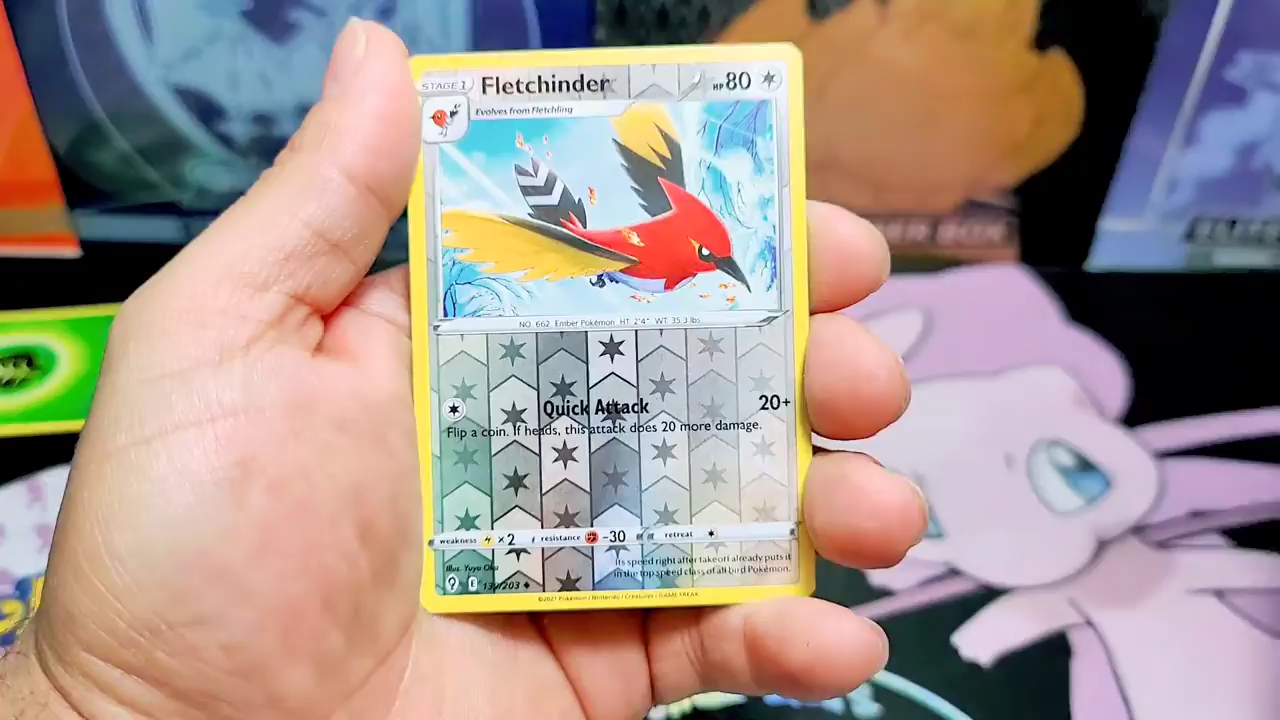 STAGE 1 Fletchinder HP 80
Evolves from Fletchling
NO. 662 Ember Pokémon HT: 2'4" WT: 35.3 lbs.
Quick Attack 20+
Flip a coin. If heads, this attack does 20 more damage.
weakness ×2 resistance -30 retreat
Its speed right after takeoff already puts it
in the top speed class of all bird Pokémon.
Illus. Yuya Oka
E /203
©2021 Pokémon / Nintendo / Creatures / GAME FREAK